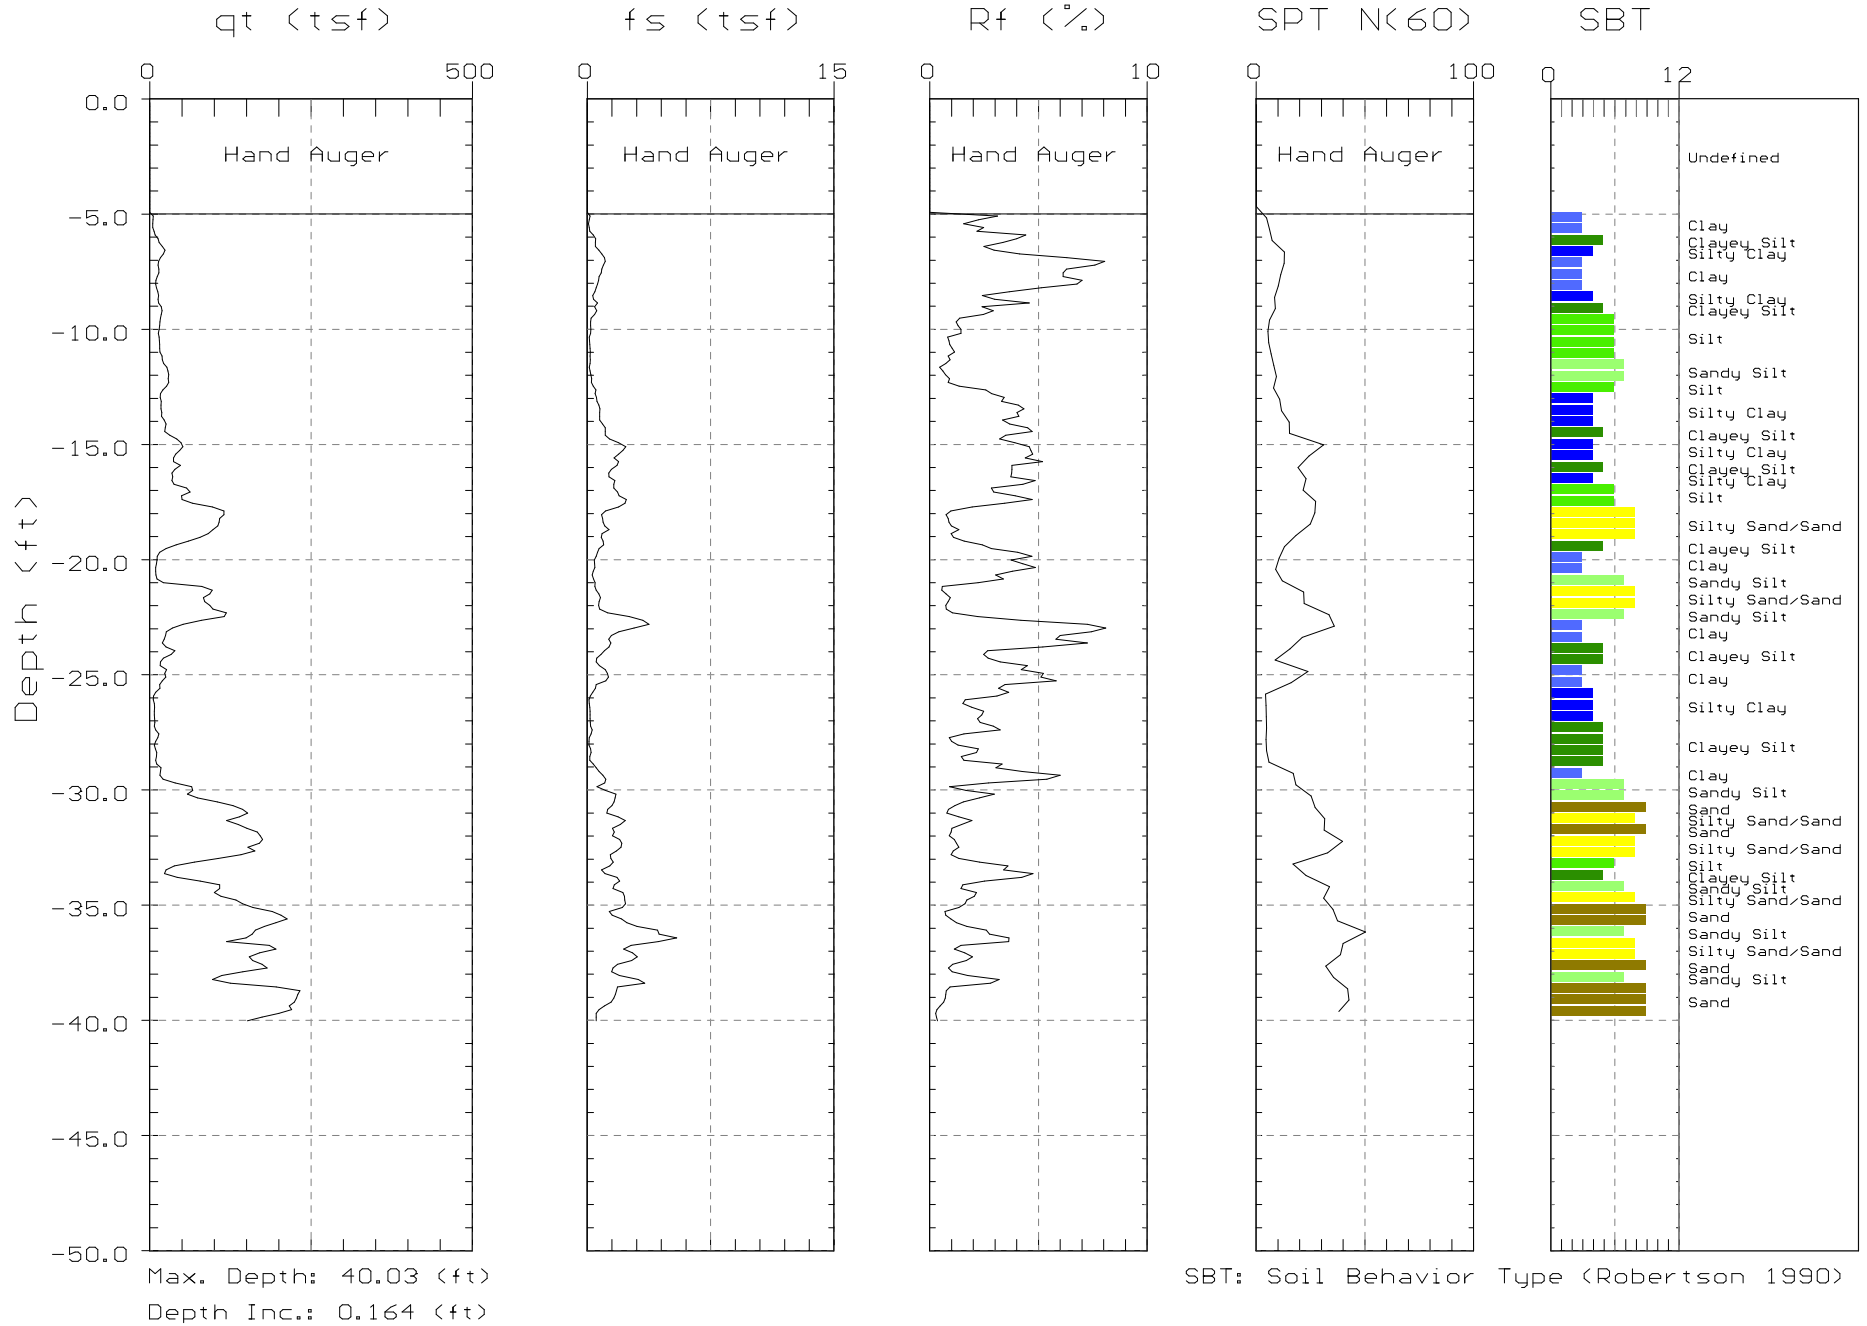 qt (tsf) fs (tsf) Rf (%) SPT N(60) SBT
0 500 0 15 0 10 0 100 0 12
0.0
Hand Auger Hand Auger Hand Auger Hand Auger
Undefined
-5.0
Clay
Clayey Silt
Silty Clay
Clay
Silty Clay
Clayey Silt
-10.0
Silt
Sandy Silt
Silt
Silty Clay
Clayey Silt
-15.0
Silty Clay
Clayey Silt
Silty Clay
Silt
Silty Sand/Sand
Clayey Silt
-20.0
Clay
Sandy Silt
Silty Sand/Sand
Sandy Silt
Clay
Clayey Silt
-25.0
Clay
Silty Clay
Clayey Silt
Clay
-30.0
Sandy Silt
Sand
Silty Sand/Sand
Sand
Silty Sand/Sand
Silt
Clayey Silt
Sandy Silt
Silty Sand/Sand
-35.0
Sand
Sandy Silt
Silty Sand/Sand
Sand
Sandy Silt
Sand
-40.0
-45.0
-50.0
Depth (ft)
Max. Depth: 40.03 (ft)
Depth Inc.: 0.164 (ft)
SBT: Soil Behavior Type (Robertson 1990)